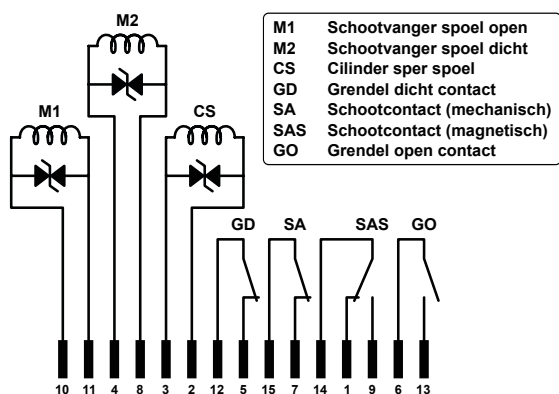 M2
M1
CS
M1 Schootvanger spoel open
M2 Schootvanger spoel dicht
CS Cilinder sper spoel
GD Grendel dicht contact
SA Schootcontact (mechanisch)
SAS Schootcontact (magnetisch)
GO Grendel open contact
GD SA SAS GO
10 11 4 8 3 2 12 5 15 7 14 1 9 6 13